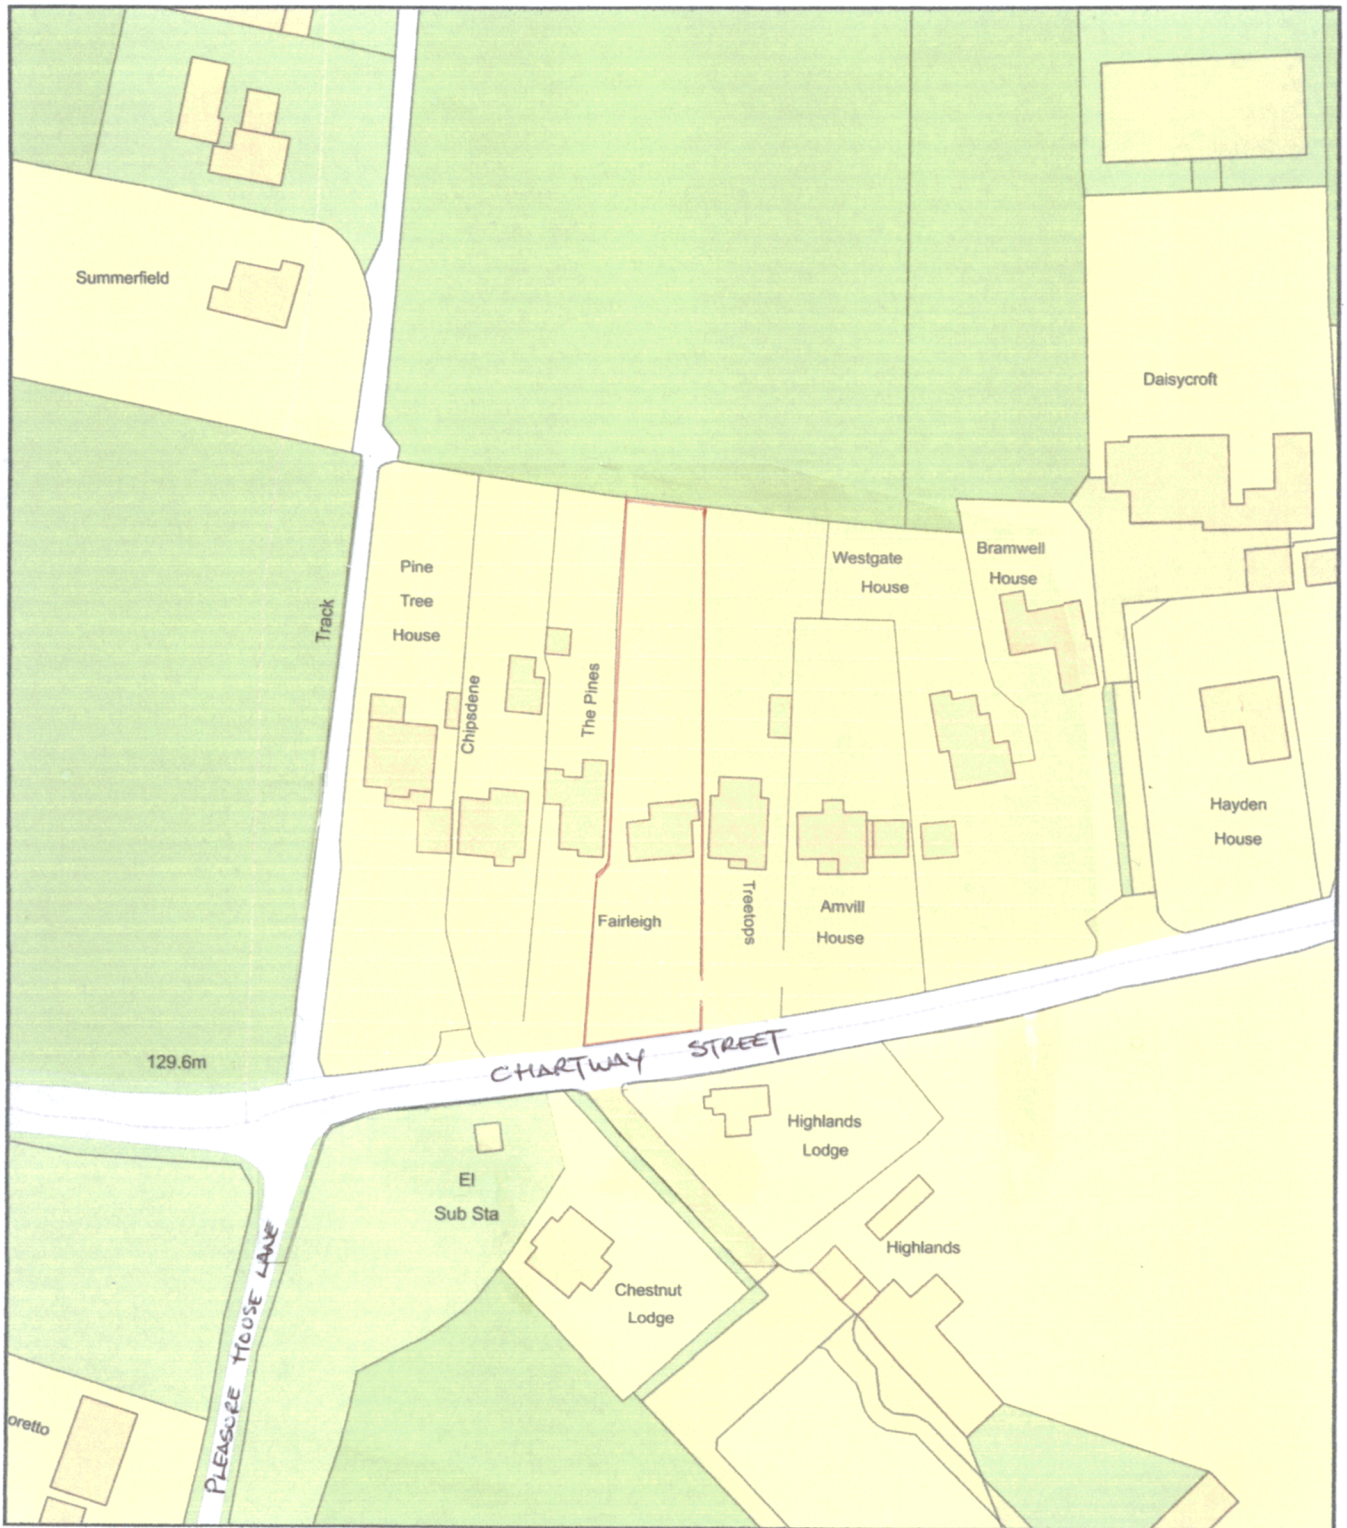 Summerfield
Daisycroft
Pine
Tree
House
Westgate
House
Bramwell
House
Track
Chipsdene
The Pines
Hayden
House
Fairleigh
Treetops
Amvill
House
129.6m
CHARTWAY STREET
Highlands
Lodge
El
Sub Sta
Highlands
Chestnut
Lodge
PLEASURE HOUSE LANE
oretto